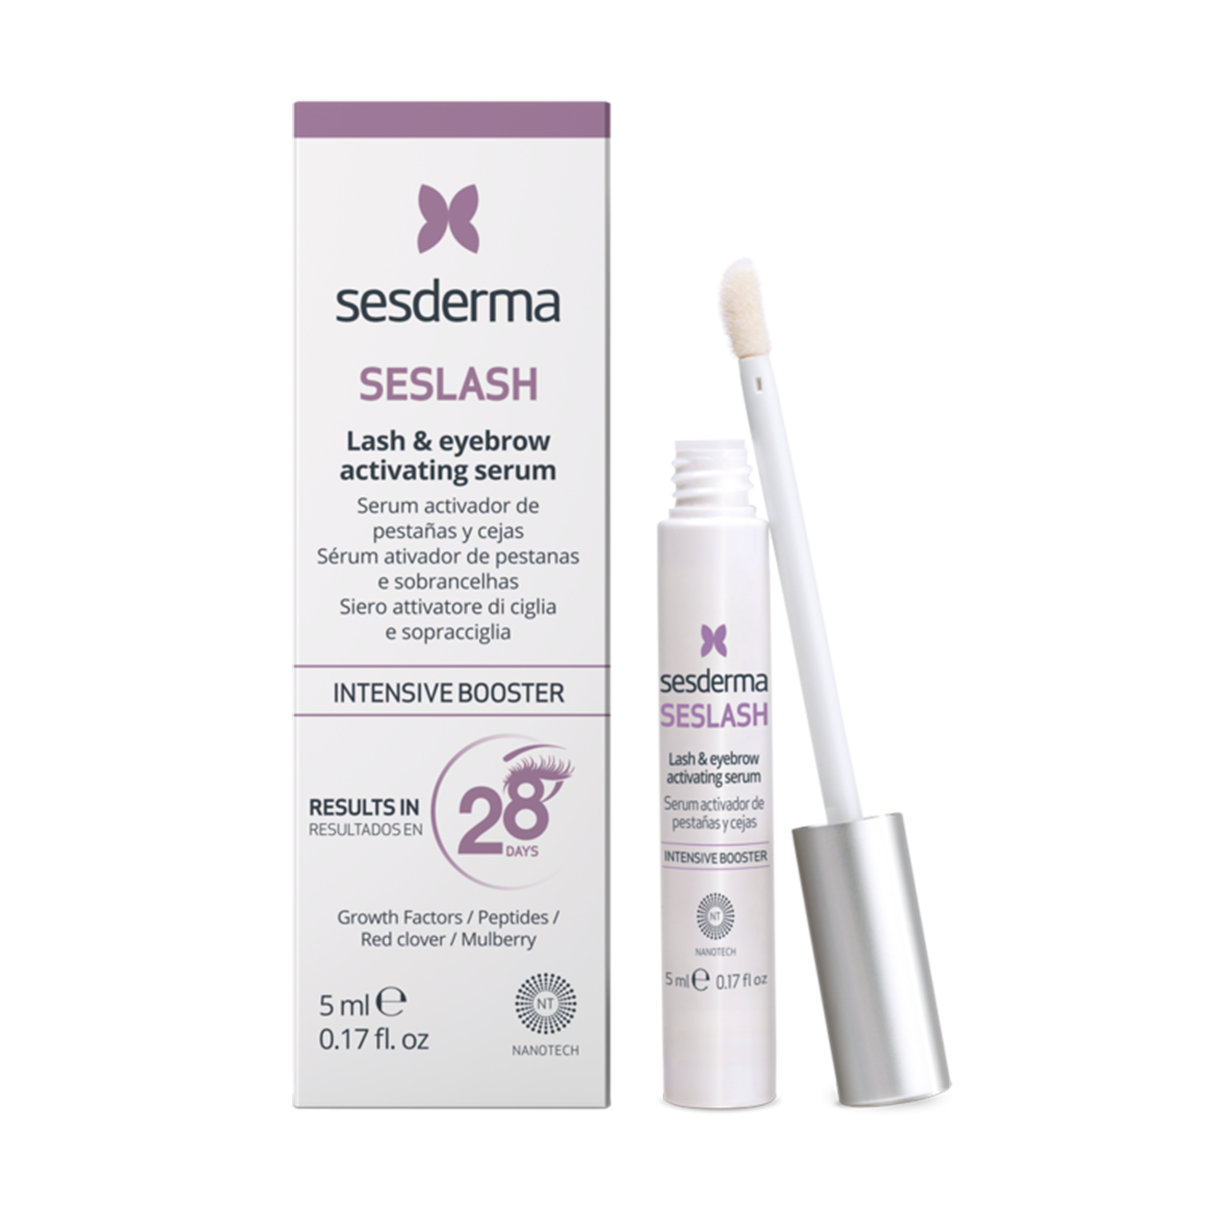 sesderma
SESLASH
Lash & eyebrow
activating serum
Serum activador de
pestañas y cejas
Sérum ativador de pestanas
e sobrancelhas
Siero attivatore di ciglia
e sopracciglia
INTENSIVE BOOSTER
RESULTS IN
RESULTADOS EN
28
DAYS
Growth Factors / Peptides /
Red clover / Mulberry
5 ml ℮
0.17 fl. oz
NT
NANOTECH
sesderma
SESLASH
Lash & eyebrow
activating serum
Serum activador de
pestañas y cejas
INTENSIVE BOOSTER
NT
NANOTECH
5 ml ℮ 0.17 fl oz